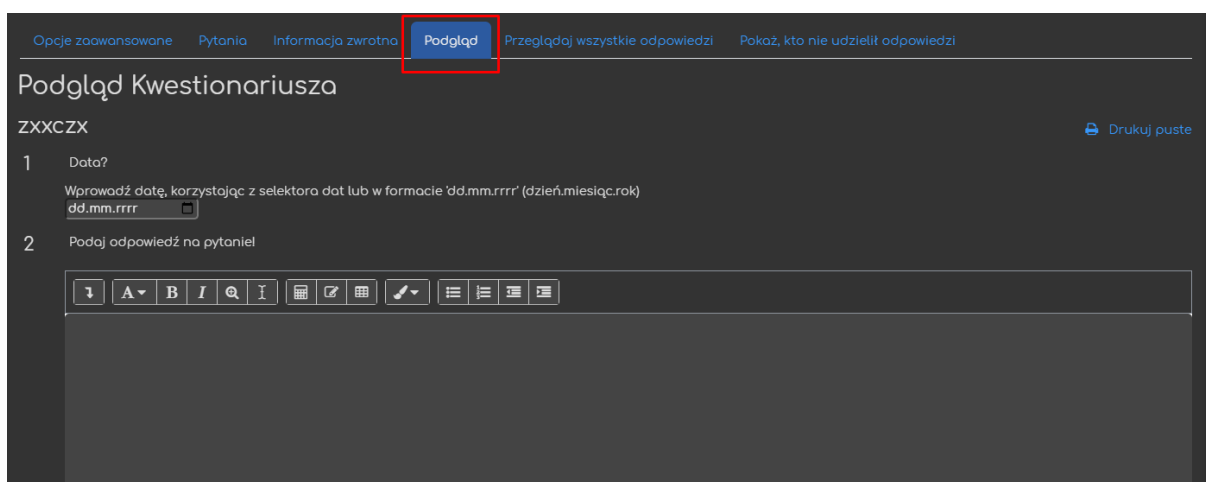 Opcje zaawansowane Pytania Informacja zwrotna Podgląd Przeglądaj wszystkie odpowiedzi Pokaż, kto nie udzielił odpowiedzi
Podgląd Kwestionariusza
zxxczx
Drukuj puste
1 Data?
Wprowadź datę, korzystając z selektora dat lub w formacie 'dd.mm.rrrr' (dzień.miesiąc.rok)
dd.mm.rrrr
2 Podaj odpowiedź na pytanie!
A B I